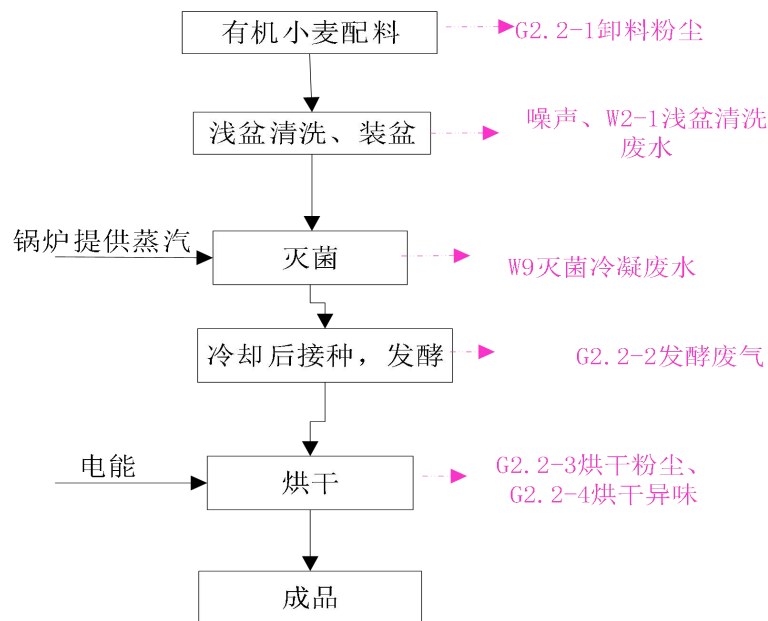 有机小麦配料
G2.2-1卸料粉尘
浅盆清洗、装盆
噪声、W2-1浅盆清洗
废水
锅炉提供蒸汽
灭菌
W9灭菌冷凝废水
冷却后接种，发酵
G2.2-2发酵废气
电能
烘干
G2.2-3烘干粉尘、
G2.2-4烘干异味
成品